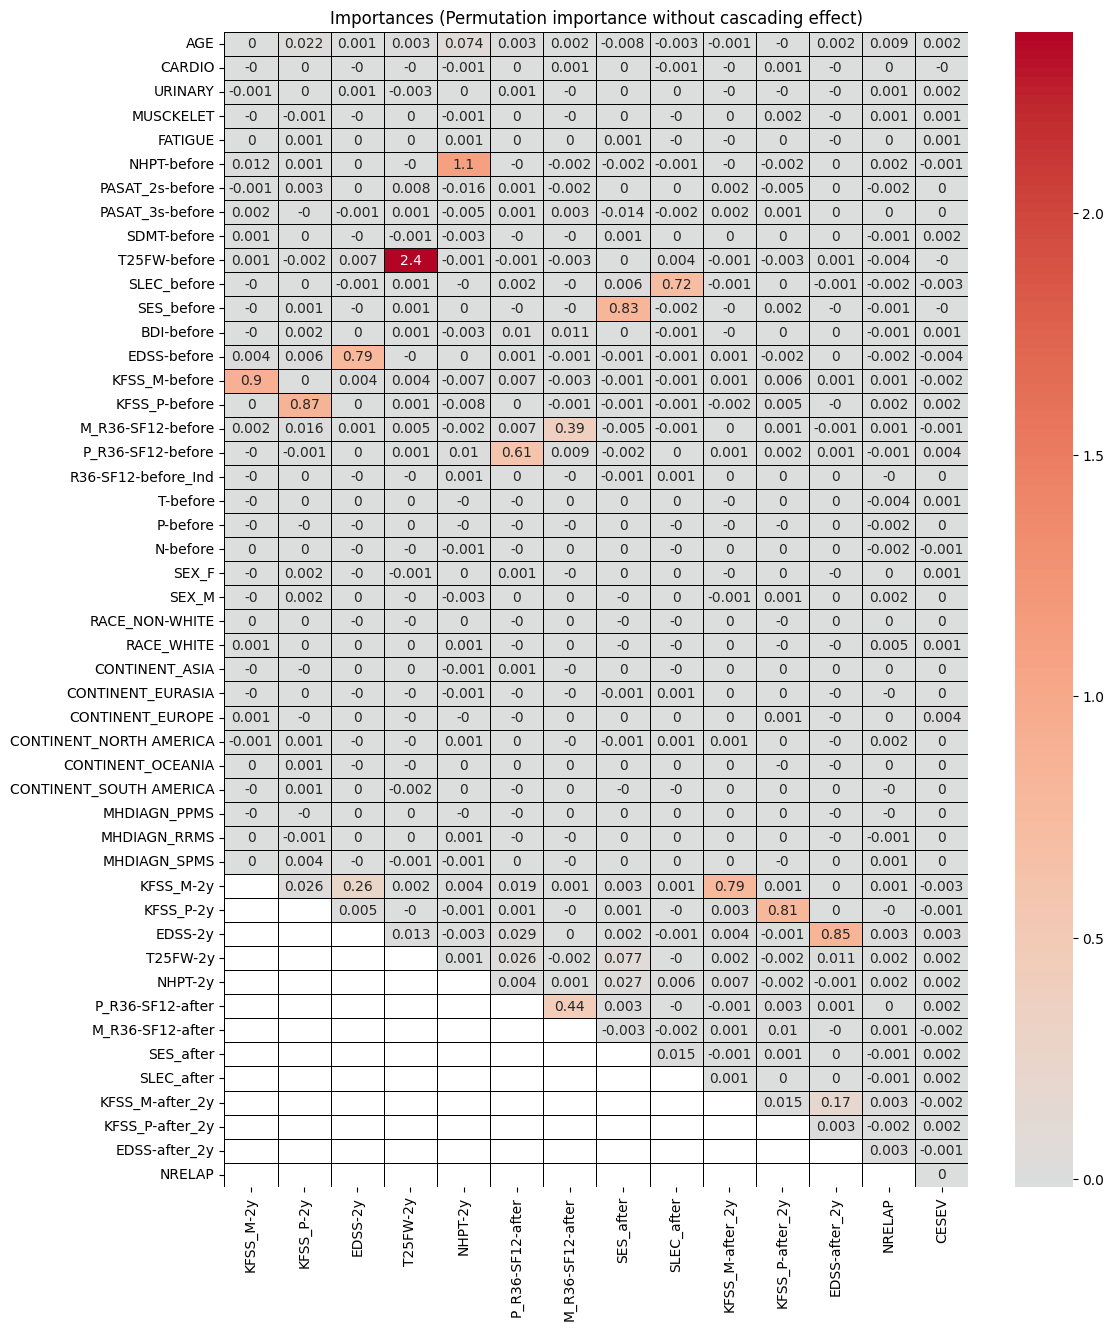 Importances (Permutation importance without cascading effect)
AGE 0 0.022 0.001 0.003 0.074 0.003 0.002 -0.008 -0.003 -0.001 -0 0.002 0.009 0.002
CARDIO -0 0 -0 -0 -0.001 0 0.001 0 -0.001 -0 0.001 -0 0 -0
URINARY -0.001 0 0.001 -0.003 0 0.001 -0 0 0 -0 -0 -0 0.001 0.002
MUSCKELET -0 -0.001 -0 0 -0.001 0 -0 0 -0 0 0.002 -0 0.001 0.001
FATIGUE 0 0.001 0 0 0.001 0 0 0.001 -0 -0 0 -0 0 0.001
NHPT-before 0.012 0.001 0 -0 1.1 -0 -0.002 -0.002 -0.001 -0 -0.002 0 0.002 -0.001
PASAT_2s-before -0.001 0.003 0 0.008 -0.016 0.001 -0.002 0 0 0.002 -0.005 0 -0.002 0
PASAT_3s-before 0.002 -0 -0.001 0.001 -0.005 0.001 0.003 -0.014 -0.002 0.002 0.001 0 0 0
SDMT-before 0.001 0 -0 -0.001 -0.003 -0 -0 0.001 0 0 0 0 -0.001 0.002
T25FW-before 0.001 -0.002 0.007 2.4 -0.001 -0.001 -0.003 0 0.004 -0.001 -0.003 0.001 -0.004 -0
SLEC_before -0 0 -0.001 0.001 -0 0.002 -0 0.006 0.72 -0.001 0 -0.001 -0.002 -0.003
SES_before -0 0.001 -0 0.001 0 -0 -0 0.83 -0.002 -0 0.002 -0 -0.001 -0
BDI-before -0 0.002 0 0.001 -0.003 0.01 0.011 0 -0.001 -0 0 0 -0.001 0.001
EDSS-before 0.004 0.006 0.79 -0 0 0.001 -0.001 -0.001 -0.001 0.001 -0.002 0 -0.002 -0.004
KFSS_M-before 0.9 0 0.004 0.004 -0.007 0.007 -0.003 -0.001 -0.001 0.001 0.006 0.001 0.001 -0.002
KFSS_P-before 0 0.87 0 0.001 -0.008 0 -0.001 -0.001 -0.001 -0.002 0.005 -0 0.002 0.002
M_R36-SF12-before 0.002 0.016 0.001 0.005 -0.002 0.007 0.39 -0.005 -0.001 0 0.001 -0.001 0.001 -0.001
P_R36-SF12-before -0 -0.001 0 0.001 0.01 0.61 0.009 -0.002 0 0.001 0.002 0.001 -0.001 0.004
R36-SF12-before_Ind -0 0 -0 -0 0.001 0 -0 -0.001 0.001 0 0 0 -0 0
T-before -0 0 0 0 -0 -0 0 0 0 -0 0 0 -0.004 0.001
P-before -0 -0 -0 -0 0 -0 0 0 0 0 0 0 -0.002 0
N-before 0 0 -0 -0 -0.001 -0 0 0 -0 0 0 0 -0.002 -0.001
SEX_F -0 0.002 -0 -0.001 0 0.001 -0 0 0 -0 0 -0 0 0.001
SEX_M -0 0.002 0 -0 -0.003 0 0 -0 0 -0.001 0.001 0 0.002 0
RACE_NON-WHITE -0 0 0 0 0 -0 0 0 0 -0 0 0 -0 0
RACE_WHITE 0.001 0 0 0 0.001 -0 -0 0 0 0 -0 -0 0.005 0.001
CONTINENT_ASIA -0 -0 0 0 -0.001 0.001 -0 0 -0 0 -0 0 0 0
CONTINENT_EURASIA -0 0 -0 -0 -0.001 -0 -0 -0.001 0.001 0 0 -0 -0 0
CONTINENT_EUROPE 0.001 -0 0 -0 -0 -0 0 0 0 0 0.001 -0 0 0.004
CONTINENT_NORTH AMERICA -0.001 0.001 -0 -0 0.001 0 -0 -0.001 0.001 0.001 0 -0 0.002 0
CONTINENT_OCEANIA 0 0.001 -0 -0 0 0 0 0 0 0 -0 -0 0 0
CONTINENT_SOUTH AMERICA -0 0.001 0 -0.002 0 -0 0 -0 -0 0 0 0 -0 0
MHDIAGN_PPMS -0 -0 0 0 -0 -0 0 0 0 0 0 -0 -0 0
MHDIAGN_RRMS 0 -0.001 0 0 0.001 -0 -0 0 0 0 0 -0 -0.001 0
MHDIAGN_SPMS 0 0.004 -0 -0.001 -0.001 0 -0 0 0 0 -0 0 0.001 0
KFSS_M-2y 0.026 0.26 0.002 0.004 0.019 0.001 0.003 0.001 0.79 0.001 0 0.001 -0.003
KFSS_P-2y 0.005 -0 -0.001 0.001 -0 0.001 -0 0.003 0.81 0 -0 -0.001
EDSS-2y 0.013 -0.003 0.029 0 0.002 -0.001 0.004 -0.001 0.85 0.003 0.003
T25FW-2y 0.001 0.026 -0.002 0.077 -0 0.002 -0.002 0.011 0.002 0.002
NHPT-2y 0.004 0.001 0.027 0.006 0.007 -0.002 -0.001 0.002 0.002
P_R36-SF12-after 0.44 0.003 -0 -0.001 0.003 0.001 0 0.002
M_R36-SF12-after -0.003 -0.002 0.001 0.01 -0 0.001 -0.002
SES_after 0.015 -0.001 0.001 0 -0.001 0.002
SLEC_after 0.001 0 0 -0.001 0.002
KFSS_M-after_2y 0.015 0.17 0.003 -0.002
KFSS_P-after_2y 0.003 -0.002 0.002
EDSS-after_2y 0.003 -0.001
NRELAP 0
KFSS_M-2y
KFSS_P-2y
EDSS-2y
T25FW-2y
NHPT-2y
P_R36-SF12-after
M_R36-SF12-after
SES_after
SLEC_after
KFSS_M-after_2y
KFSS_P-after_2y
EDSS-after_2y
NRELAP
CESEV
2.0
1.5
1.0
0.5
0.0